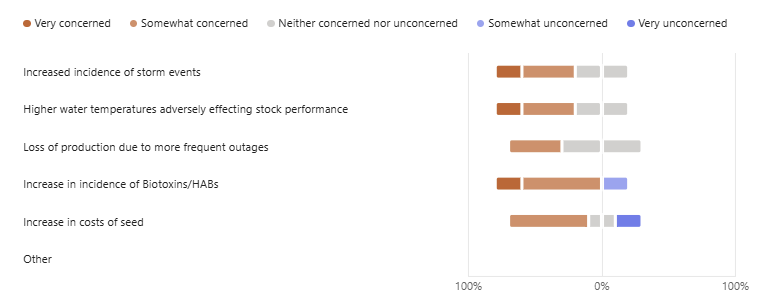 Very concerned Somewhat concerned Neither concerned nor unconcerned Somewhat unconcerned Very unconcerned
Increased incidence of storm events
Higher water temperatures adversely effecting stock performance
Loss of production due to more frequent outages
Increase in incidence of Biotoxins/HABs
Increase in costs of seed
Other
100% 0% 100%